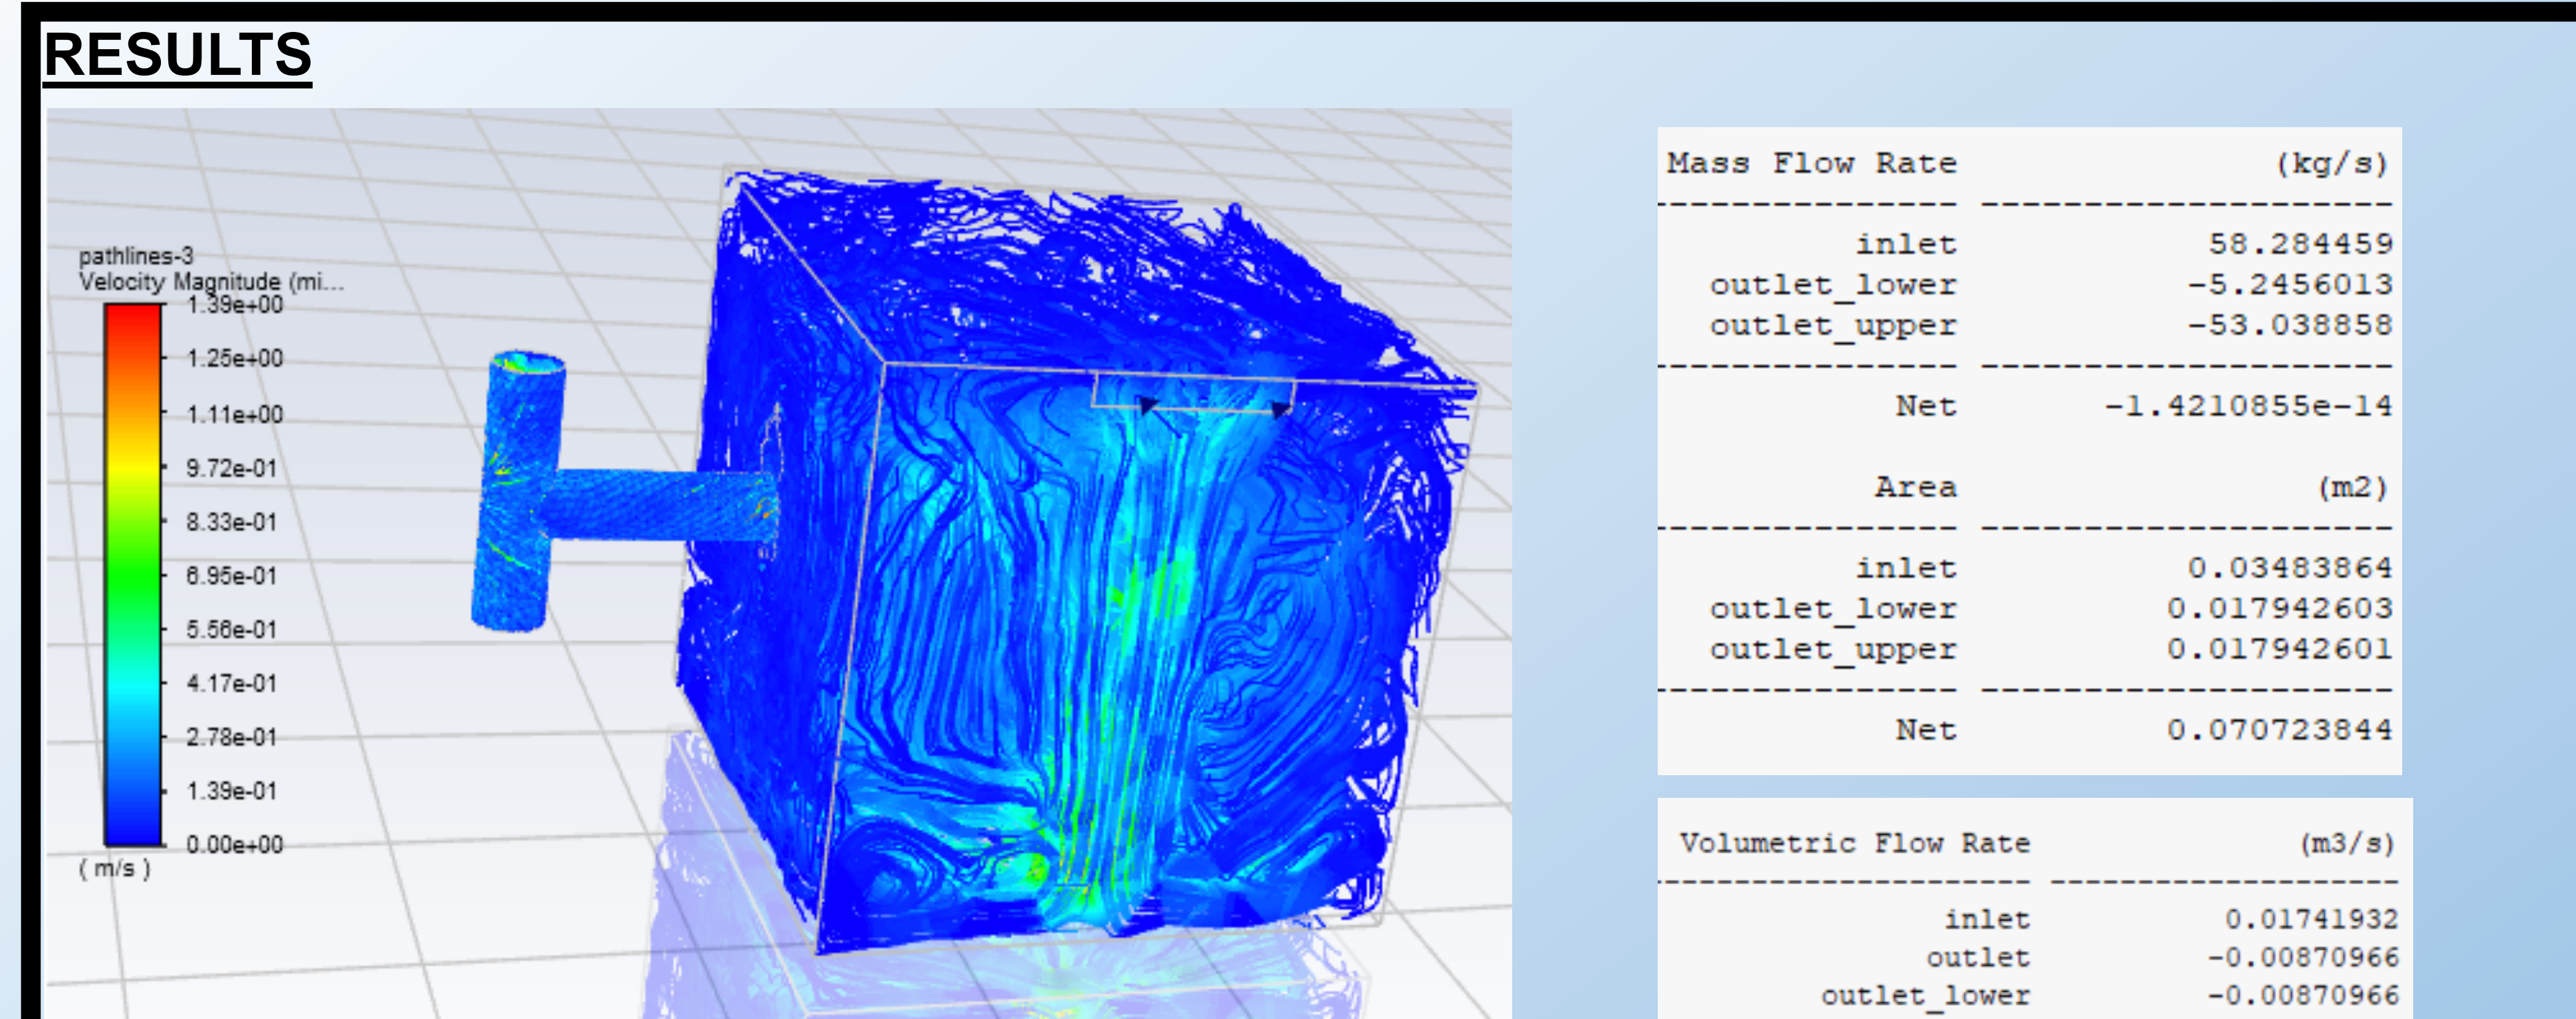 RESULTS
pathlines-3
Velocity Magnitude (mi...
1.39e+00
1.25e+00
1.11e+00
9.72e-01
8.33e-01
6.95e-01
5.56e-01
4.17e-01
2.78e-01
1.39e-01
0.00e+00
( m/s )
Mass Flow Rate (kg/s)
-------------- --------------------
inlet 58.284459
outlet_lower -5.2456013
outlet_upper -53.038858
-------------- --------------------
Net -1.4210855e-14
Area (m2)
-------------- --------------------
inlet 0.03483864
outlet_lower 0.017942603
outlet_upper 0.017942601
-------------- --------------------
Net 0.070723844
Volumetric Flow Rate (m3/s)
---------------------- --------------------
inlet 0.01741932
outlet -0.00870966
outlet_lower -0.00870966